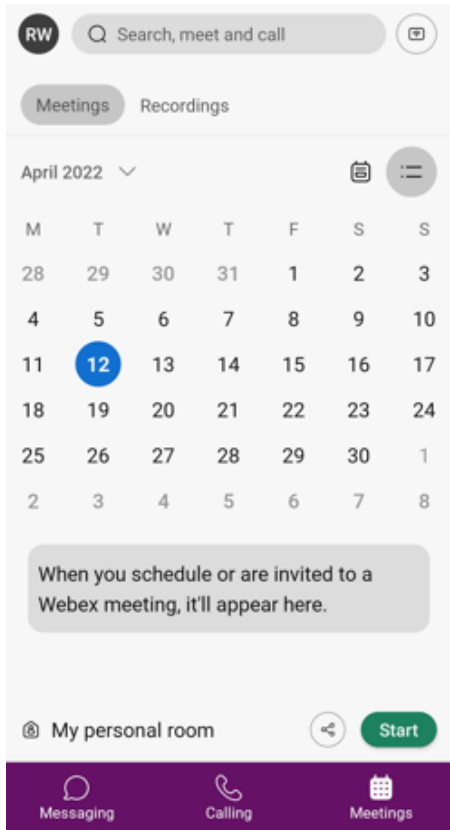 RW Search, meet and call
Meetings Recordings
April 2022
M T W T F S S
28 29 30 31 1 2 3
4 5 6 7 8 9 10
11 12 13 14 15 16 17
18 19 20 21 22 23 24
25 26 27 28 29 30 1
2 3 4 5 6 7 8
When you schedule or are invited to a
Webex meeting, it'll appear here.
My personal room Start
Messaging Calling Meetings